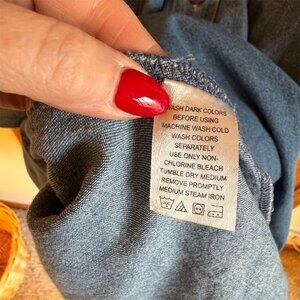 WASH DARK COLORS
BEFORE USING
MACHINE WASH COLD
WASH COLORS
SEPARATELY
USE ONLY NON-
CHLORINE BLEACH
TUMBLE DRY MEDIUM
REMOVE PROMPTLY
MEDIUM STEAM IRON